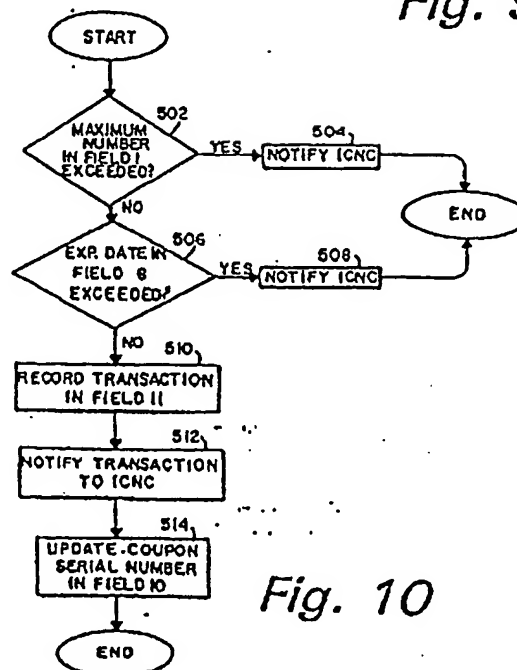 Fig. 9
START
502
MAXIMUM
NUMBER
IN FIELD 1
EXCEEDED?
YES
504
NOTIFY ICNC
NO
END
506
EXP. DATE IN
FIELD 8
EXCEEDED?
YES
508
NOTIFY ICNC
NO
510
RECORD TRANSACTION
IN FIELD 11
512
NOTIFY TRANSACTION
TO ICNC
514
UPDATE-COUPON
SERIAL NUMBER
IN FIELD 10
END
Fig. 10